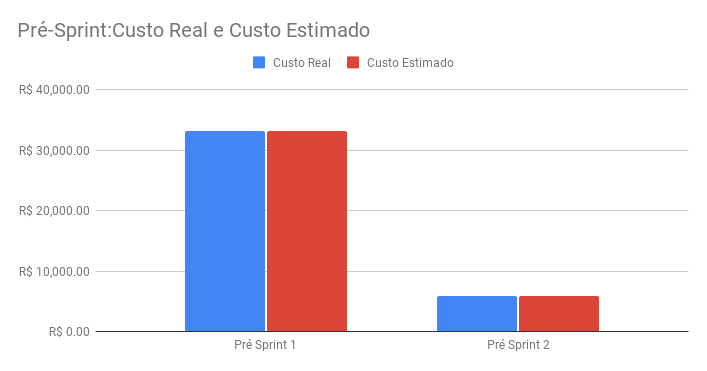 Pré-Sprint:Custo Real e Custo Estimado
Custo Real
Custo Estimado
R$ 40,000.00
R$ 30,000.00
R$ 20,000.00
R$ 10,000.00
R$ 0.00
Pré Sprint 1
Pré Sprint 2